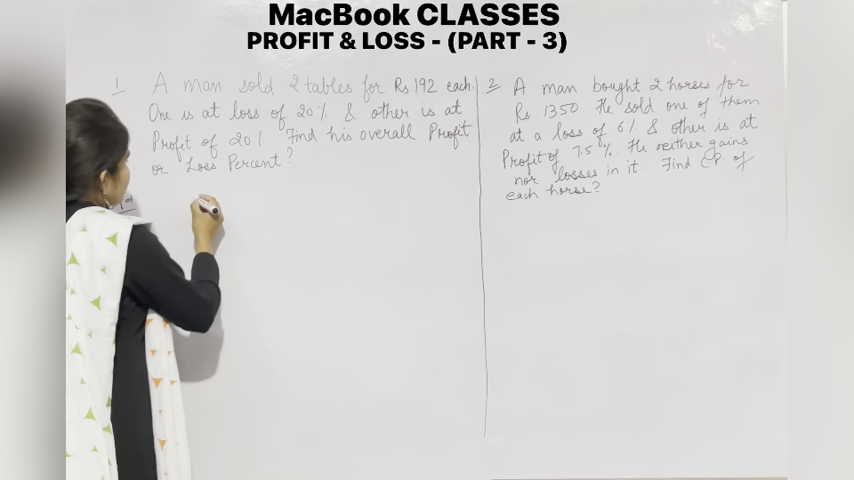 MacBook CLASSES
PROFIT & LOSS - (PART - 3)
1 A man sold 2 tables for Rs 192 each.
One is at loss of 20% & other is at
Profit of 20%. Find his overall Profit
or Loss Percent?
2 A man bought 2 horses for
Rs 1350. He sold one of them
at a loss of 6% & other is at
Profit of 7.5%. He neither gains
nor losses in it. Find C.P. of
each horse?